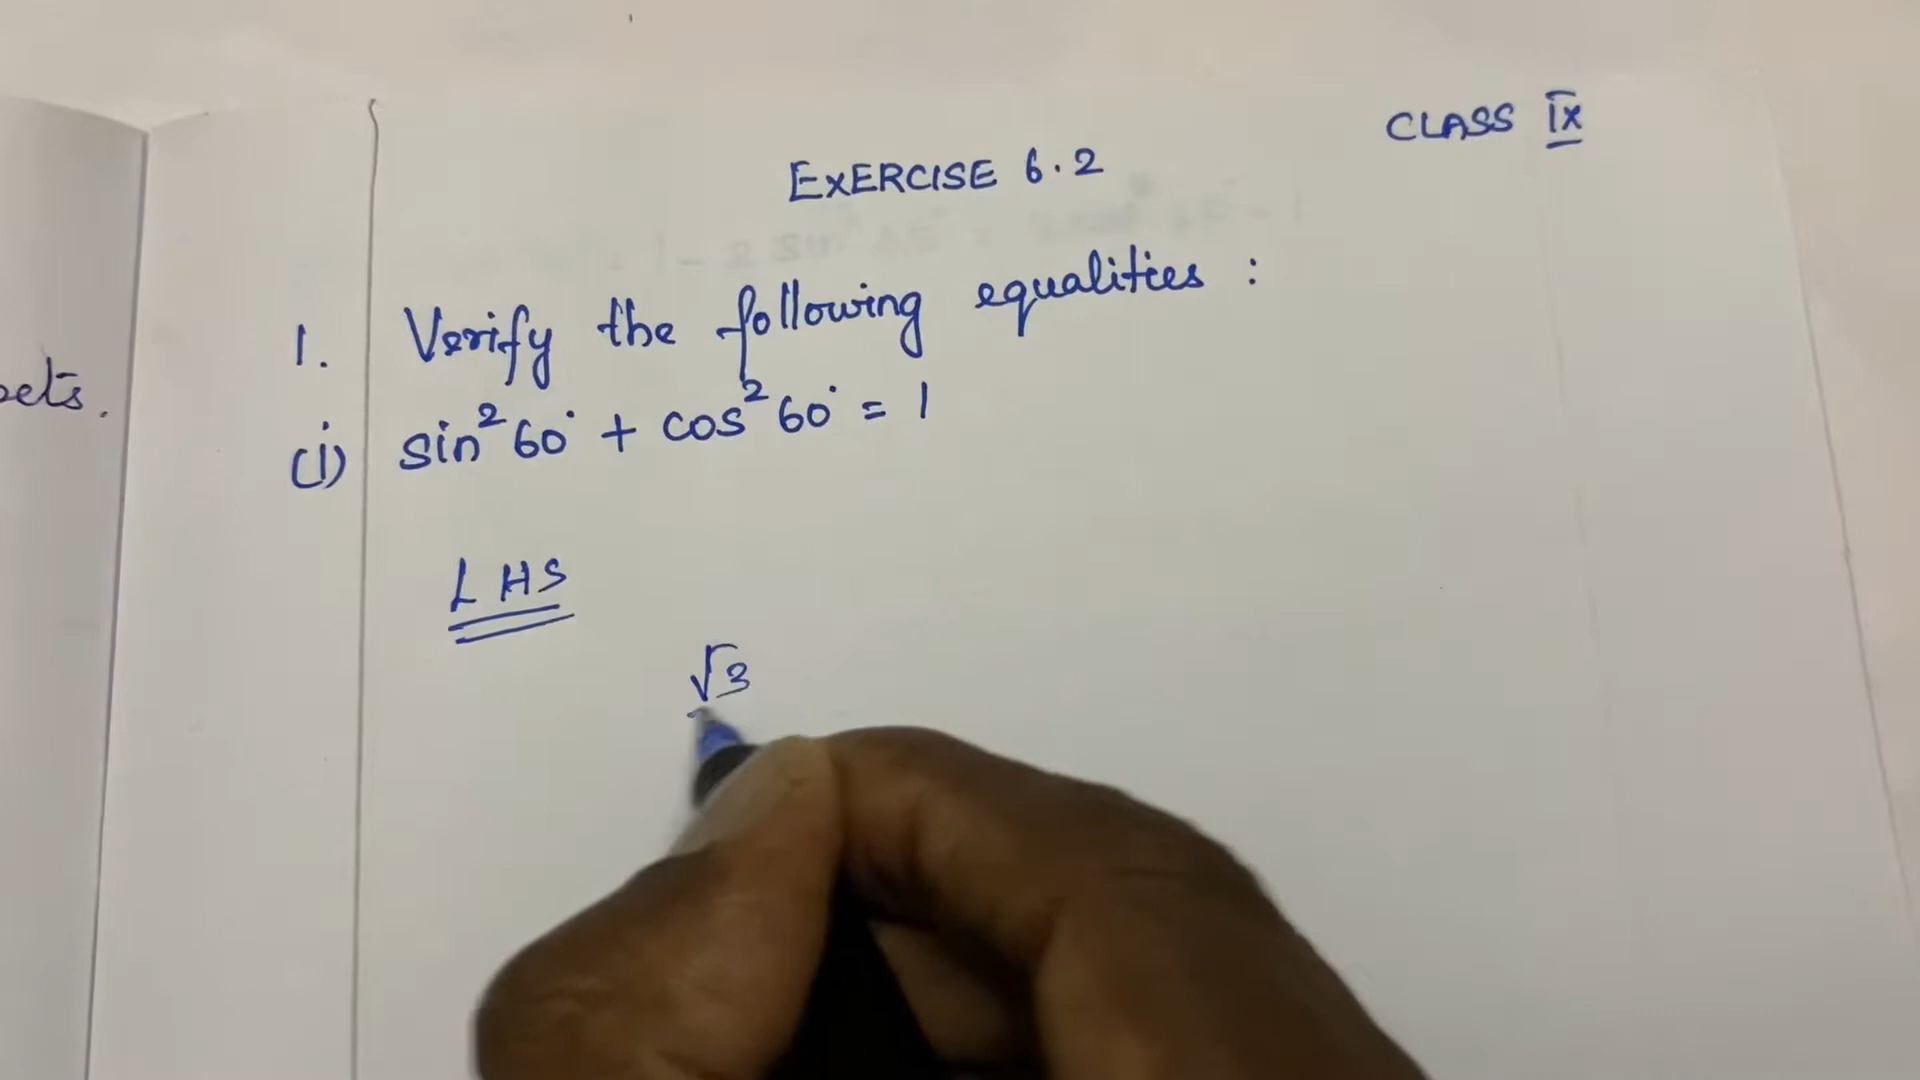 CLASS IX
EXERCISE 6.2
1. Verify the following equalities :
(i) sin² 60° + cos² 60° = 1
LHS
√3